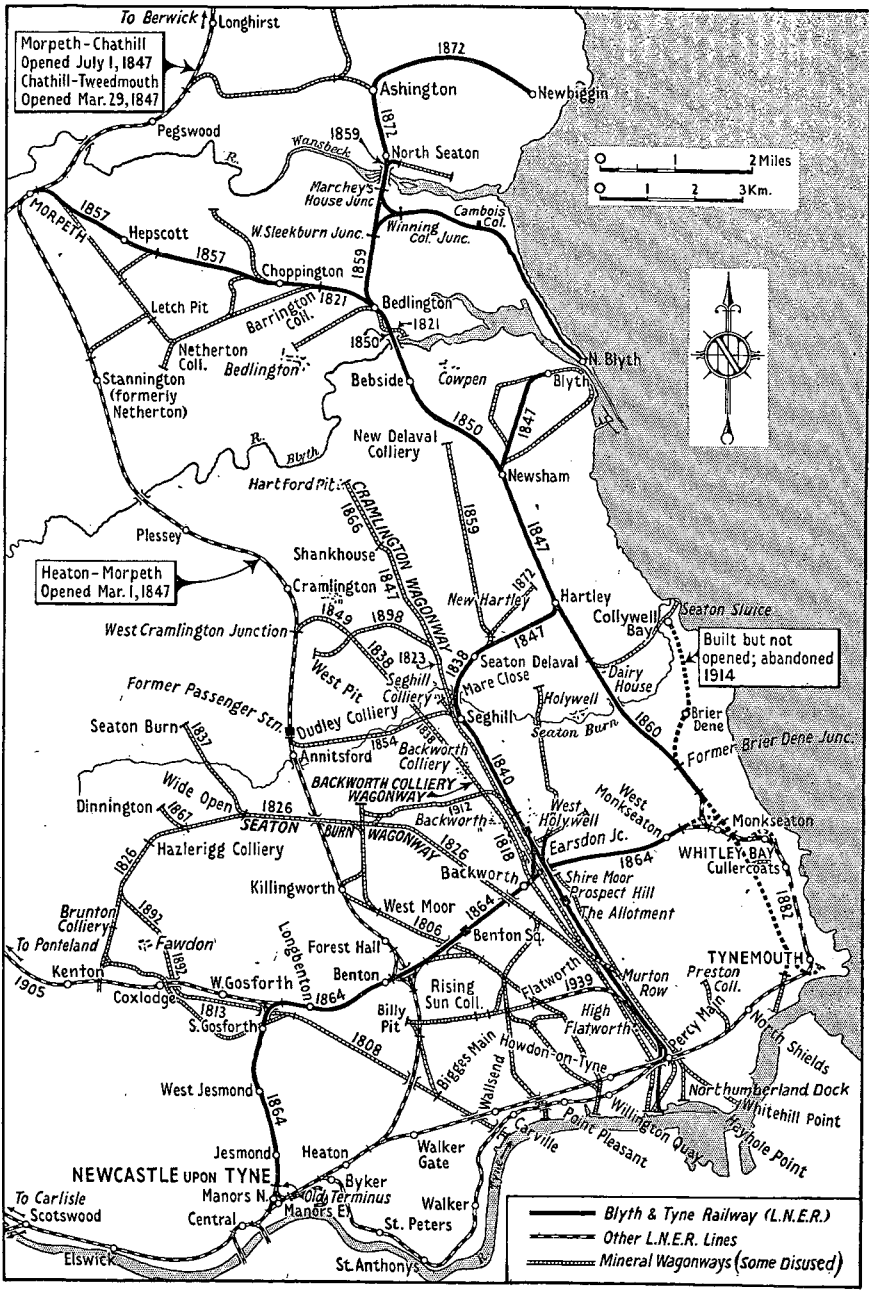 To Berwick
Longhirst
Morpeth-Chathill
Opened July 1, 1847
Chathill-Tweedmouth
Opened Mar. 29, 1847
1872
Ashington
Newbiggin
Pegswood
1859
1872
North Seaton
R.
Wansbeck
0 1 2 Miles
0 1 2 3 Km.
Marchey's
House Junc.
Cambois
Col.
Winning
Col. Junc.
W. Sleekburn Junc.
MORPETH
1857
Hepscott
1857
Choppington
1859
1821
Bedlington
Letch Pit
Barrington
Coll.
1821
1850
Netherton
Coll.
Bedlington
N. Blyth
Stannington
(formerly
Netherton)
Bebside
Cowpen
Blyth
1850
1847
R.
Blyth
New Delaval
Colliery
Newsham
Hartford Pit
CRAMLINGTON WAGONWAY
1866
1859
1847
Plessey
Shankhouse
1847
Heaton-Morpeth
Opened Mar. 1, 1847
Cramlington
1872
New Hartley
Hartley
Collywell
Bay
Seaton Sluice
1849
1898
West Cramlington Junction
1838
1823
1838
1847
Seaton Delaval
Built but not
opened; abandoned
1914
West Pit
Seghill
Colliery
Mare Close
Dairy
House
Former Passenger Stn.
Dudley Colliery
Seghill
Holywell
Seaton Burn
Brier
Dene
Seaton Burn
1837
1854
1838
Annitsford
Backworth
Colliery
1840
1860
Former Brier Dene Junc.
Wide Open
BACKWORTH COLLIERY
WAGONWAY
Dinnington
1867
1826
SEATON BURN WAGONWAY
1912
Backworth
West
Holywell
West
Monkseaton
Monkseaton
1826
1818
Earsdon Jc.
Hazlerigg Colliery
1826
Backworth
1864
WHITLEY BAY
Cullercoats
Killingworth
Shire Moor
Prospect Hill
The Allotment
West Moor
1806
1864
1882
Brunton
Colliery
1892
Fawdon
Longbenton
Forest Hall
Benton Sq.
To Ponteland
Kenton
1892
W. Gosforth
Benton
Flatworth
Murton
Row
TYNEMOUTH
1905
Coxlodge
1813
1864
Rising
Sun Coll.
1939
Preston
Coll.
S. Gosforth
Billy
Pit
High
Flatworth
Percy Main
North Shields
1808
Bigges Main
Howdon-on-Tyne
West Jesmond
Wallsend
Northumberland Dock
Whitehill Point
1864
Carville
Point Pleasant
Willington Quay
Hayhole Point
Jesmond
Heaton
Walker
Gate
Tyne
NEWCASTLE UPON TYNE
Byker
Manors N.
Old Terminus
Manors E.
Walker
To Carlisle
Scotswood
Central
St. Peters
Elswick
St. Anthonys
Blyth & Tyne Railway (L.N.E.R.)
Other L.N.E.R. Lines
Mineral Wagonways (Some Disused)